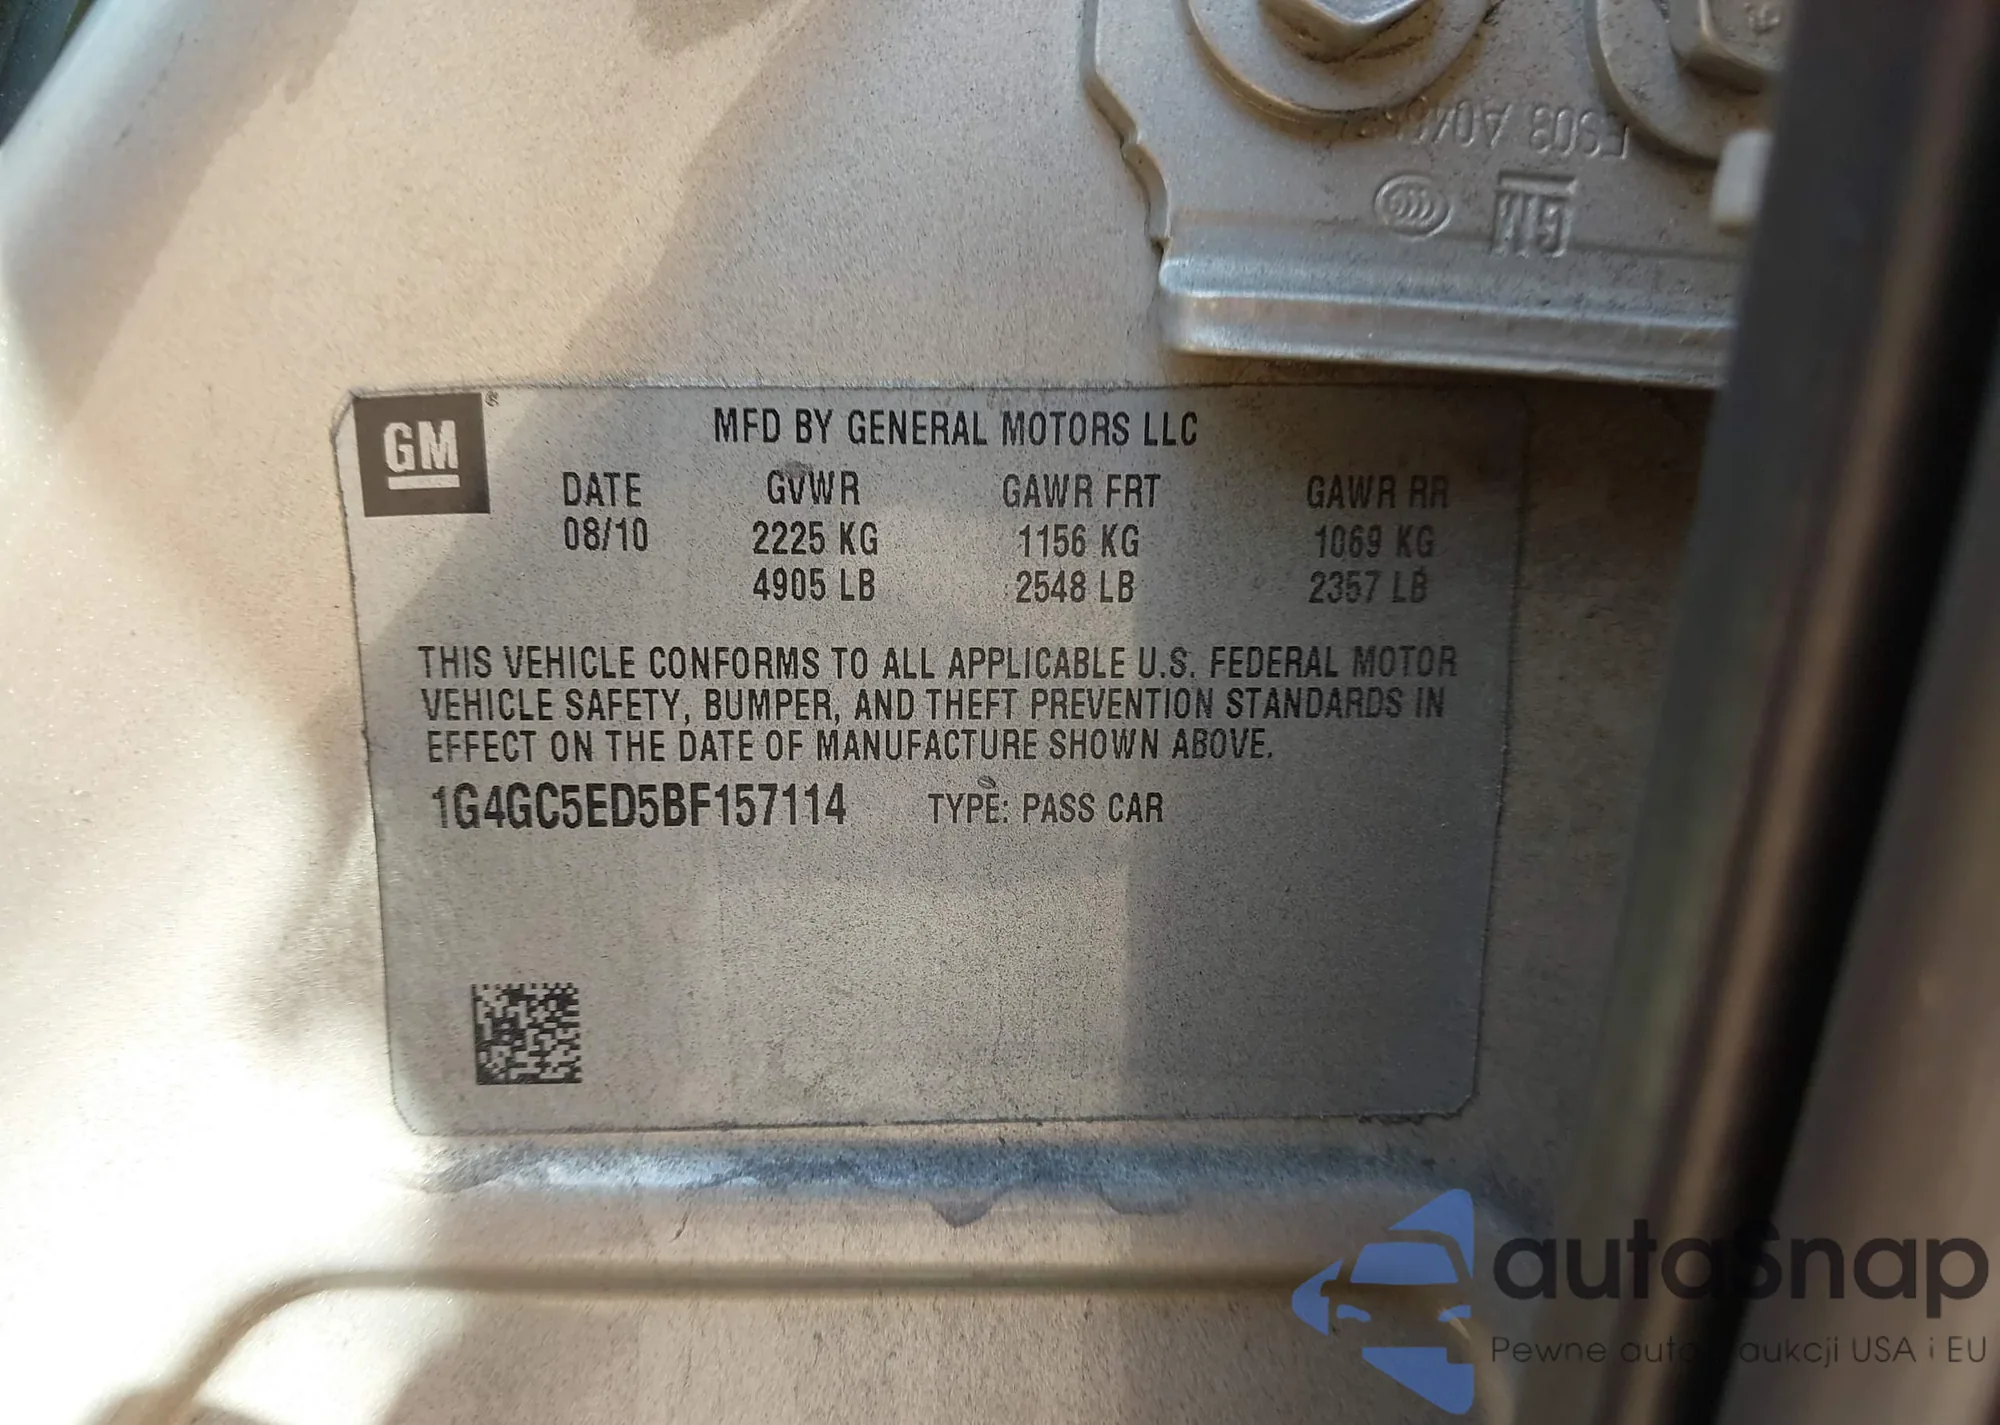 GM
GM ®
MFD BY GENERAL MOTORS LLC
DATE GVWR GAWR FRT GAWR RR
08/10 2225 KG 1156 KG 1069 KG
4905 LB 2548 LB 2357 LB
THIS VEHICLE CONFORMS TO ALL APPLICABLE U.S. FEDERAL MOTOR
VEHICLE SAFETY, BUMPER, AND THEFT PREVENTION STANDARDS IN
EFFECT ON THE DATE OF MANUFACTURE SHOWN ABOVE.
1G4GC5ED5BF157114 TYPE: PASS CAR
autosnap
Pewne auto aukcji USA i EU